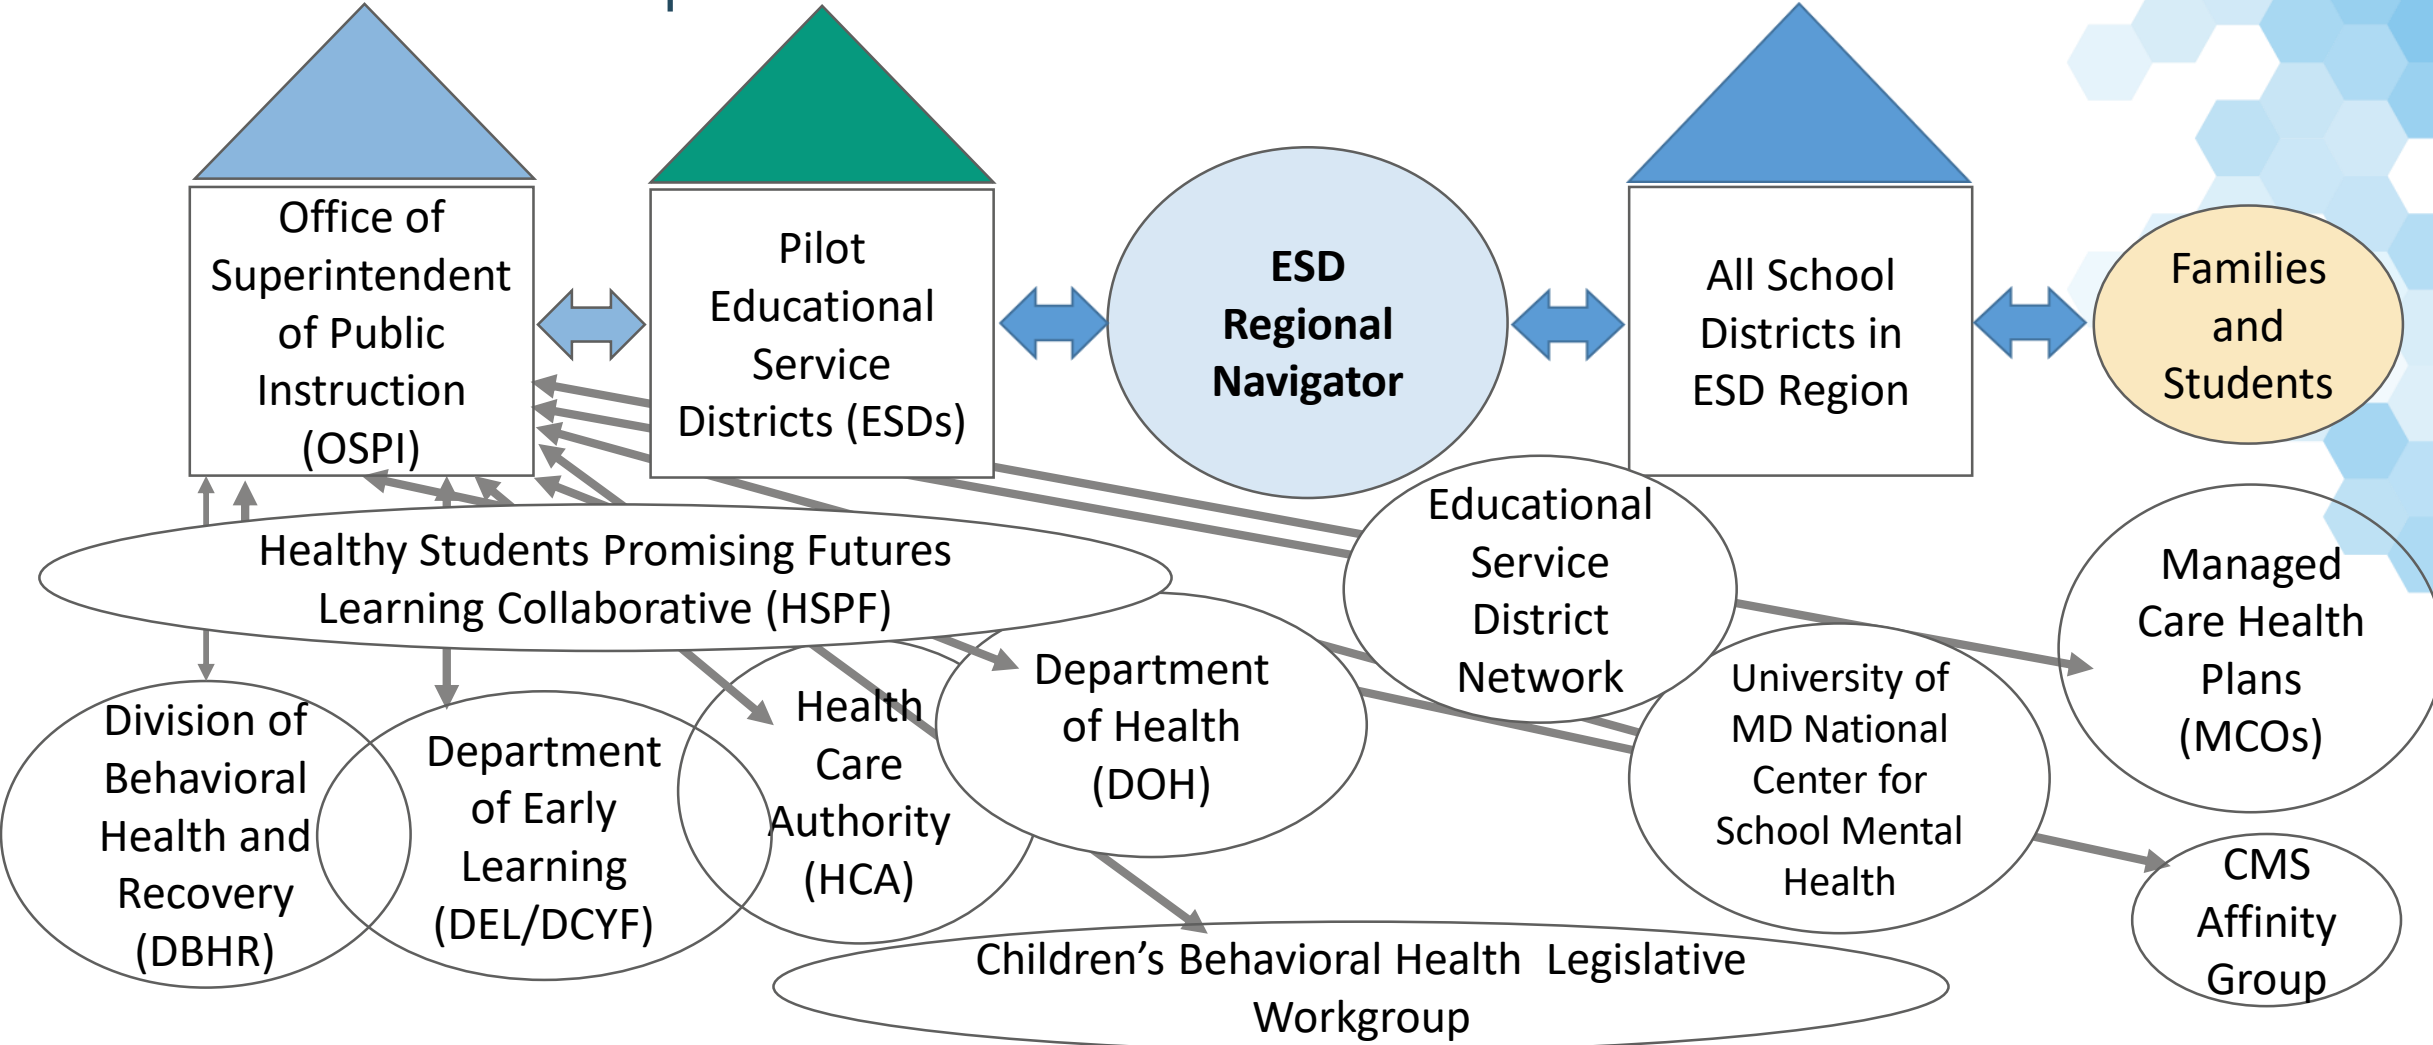 Office of
Superintendent
of Public
Instruction
(OSPI)
Pilot
Educational
Service
Districts (ESDs)
ESD
Regional
Navigator
All School
Districts in
ESD Region
Families
and
Students
Healthy Students Promising Futures
Learning Collaborative (HSPF)
Educational
Service
District
Network
Managed
Care Health
Plans
(MCOs)
Division of
Behavioral
Health and
Recovery
(DBHR)
Department
of Early
Learning
(DEL/DCYF)
Health
Care
Authority
(HCA)
Department
of Health
(DOH)
University of
MD National
Center for
School Mental
Health
CMS
Affinity
Group
Children’s Behavioral Health  Legislative
Workgroup